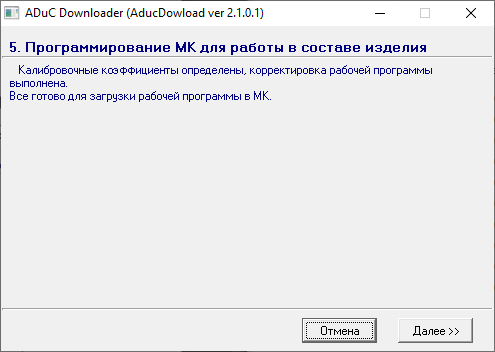 ADuC Downloader (AducDowload ver 2.1.0.1)
5. Программирование МК для работы в составе изделия
Калибровочные коэффициенты определены, корректировка рабочей программы
выполнена.
Все готово для загрузки рабочей программы в МК.
Отмена
Далее >>